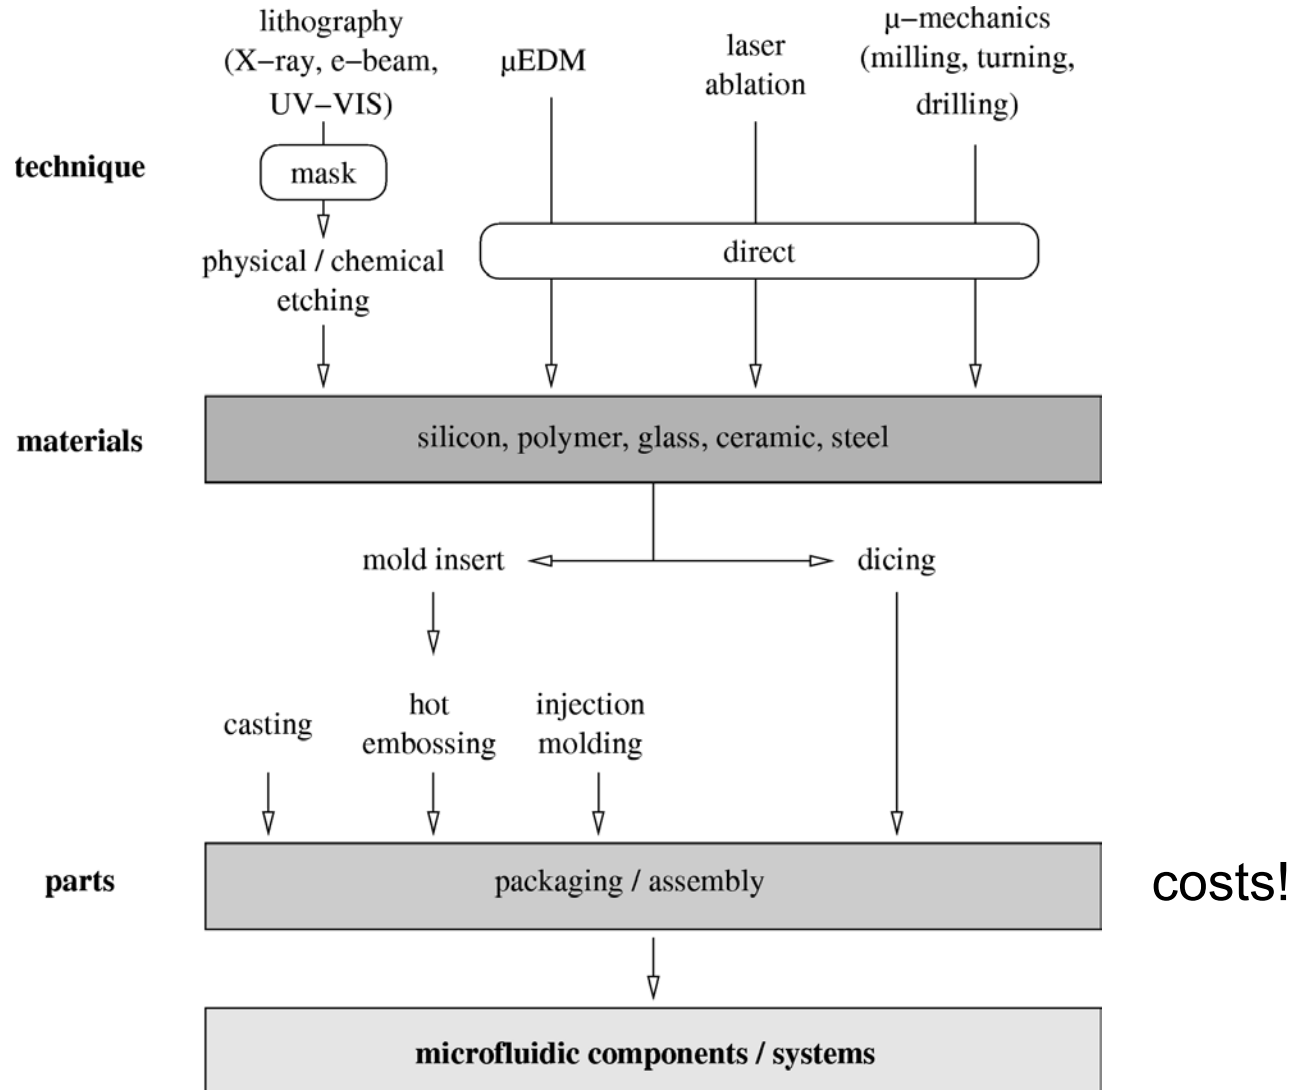 lithography
(X–ray, e–beam,
UV–VIS)
μEDM
laser
ablation
μ–mechanics
(milling, turning,
drilling)
technique
mask
physical / chemical
etching
direct
materials
silicon, polymer, glass, ceramic, steel
mold insert
dicing
casting
hot
embossing
injection
molding
parts
packaging / assembly
costs!
microfluidic components / systems